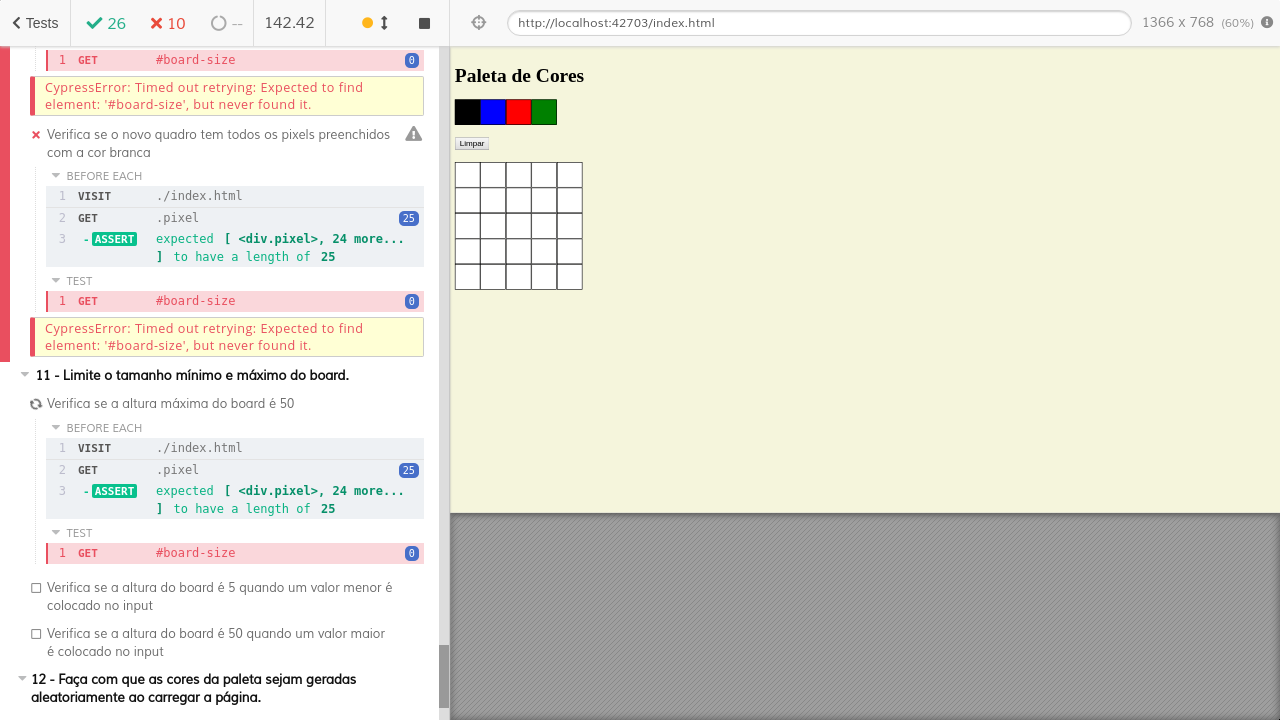 Tests 26 10 -- 142.42
http://localhost:42703/index.html 1366 x 768 (60%)
1 GET #board-size 0
CypressError: Timed out retrying: Expected to find
element: '#board-size', but never found it.
Verifica se o novo quadro tem todos os pixels preenchidos
com a cor branca
BEFORE EACH
1 VISIT ./index.html
2 GET .pixel 25
3 -ASSERT expected [ <div.pixel>, 24 more...
] to have a length of 25
TEST
1 GET #board-size 0
CypressError: Timed out retrying: Expected to find
element: '#board-size', but never found it.
11 - Limite o tamanho mínimo e máximo do board.
Verifica se a altura máxima do board é 50
BEFORE EACH
1 VISIT ./index.html
2 GET .pixel 25
3 -ASSERT expected [ <div.pixel>, 24 more...
] to have a length of 25
TEST
1 GET #board-size 0
Verifica se a altura do board é 5 quando um valor menor é
colocado no input
Verifica se a altura do board é 50 quando um valor maior
é colocado no input
12 - Faça com que as cores da paleta sejam geradas
aleatoriamente ao carregar a página.
Paleta de Cores
Limpar